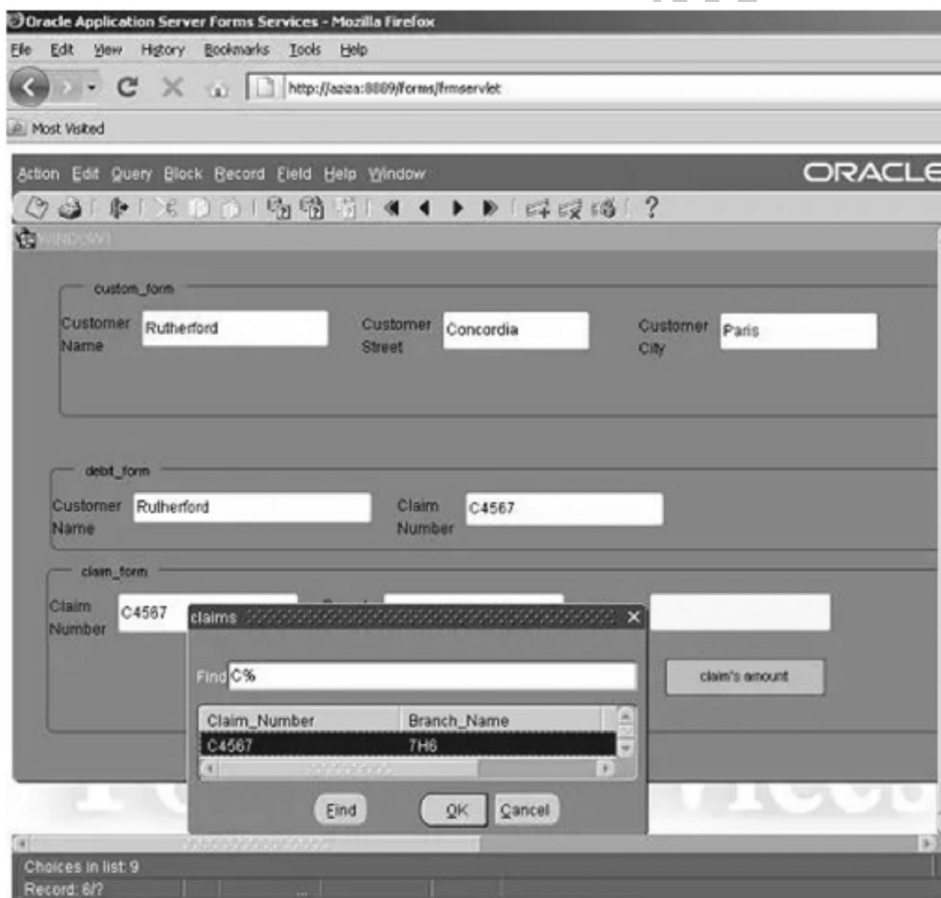 Oracle Application Server Forms Services - Mozilla Firefox
File Edit View History Bookmarks Tools Help
http://aziza:8889/forms/frmservlet
Most Visited
Action Edit Query Block Record Field Help Window
ORACLE
WINDOW1
custom_form
Customer Name Rutherford Customer Street Concordia Customer City Paris
debit_form
Customer Name Rutherford Claim Number C4567
claim_form
Claim Number C4567
claims
Find C%
claim's amount
Claim_Number Branch_Name
C4567 7H6
Find OK Cancel
Choices in list: 9
Record: 6/? ...